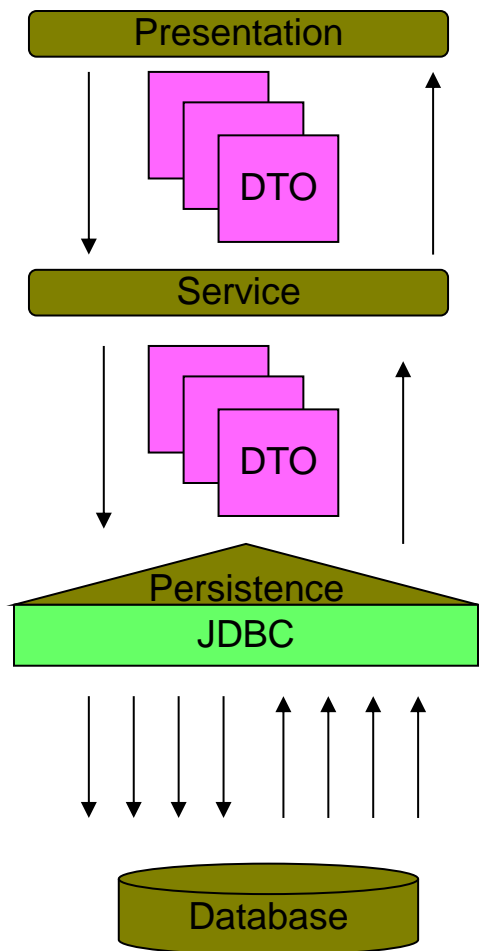 Presentation
DTO
Service
DTO
Persistence
JDBC
Database